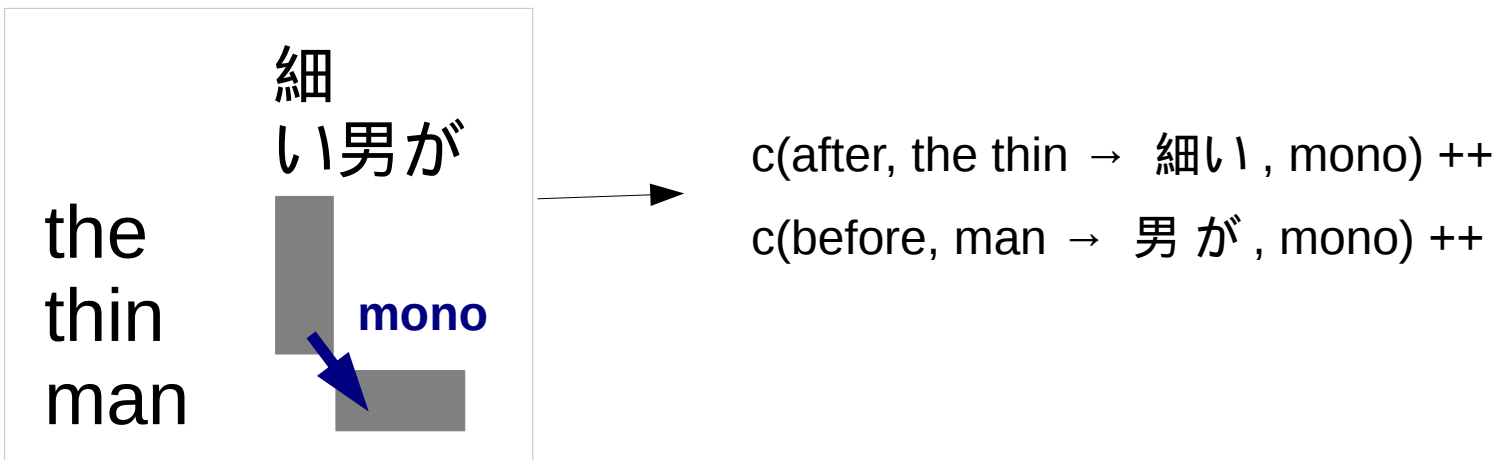 細
い男が
the
thin
man
mono
c(after, the thin → 細い , mono) ++
c(before, man → 男 が , mono) ++